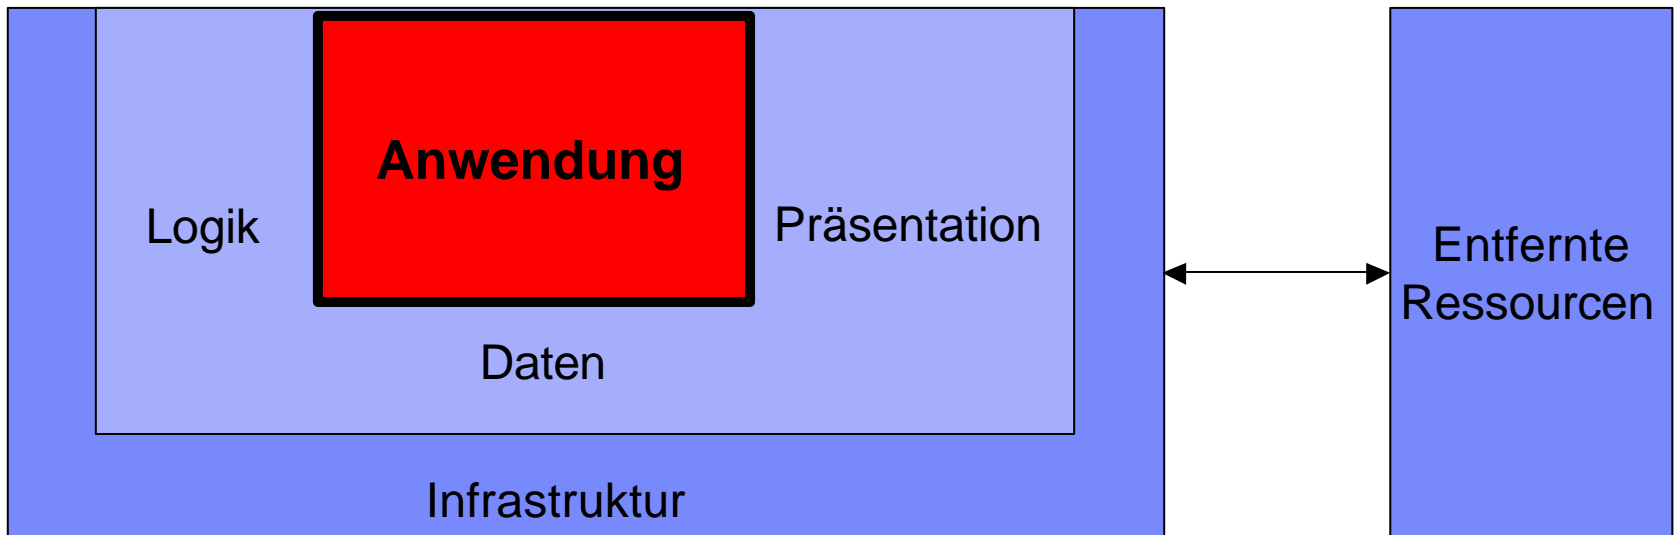 Anwendung
Logik
Präsentation
Daten
Infrastruktur
Entfernte
Ressourcen